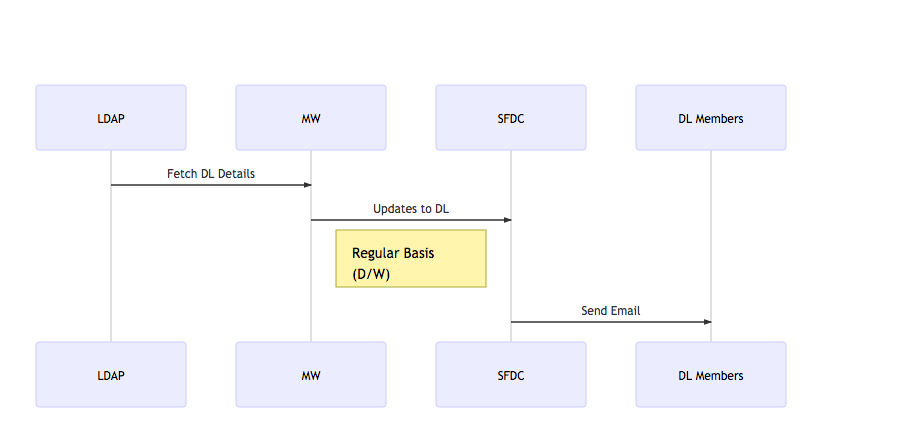 LDAP
MW
SFDC
DL Members
Fetch DL Details
Updates to DL
Regular Basis
(D/W)
Send Email
LDAP
MW
SFDC
DL Members